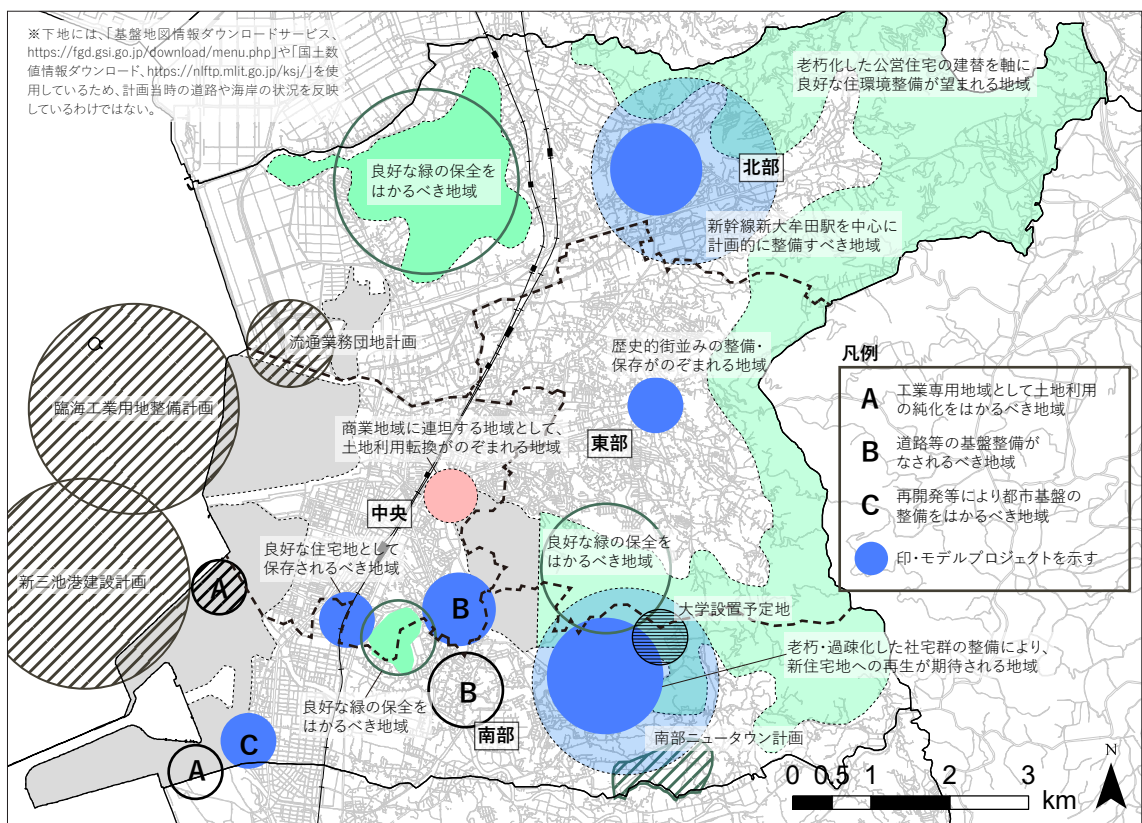 ※下地には、「基盤地図情報ダウンロードサービス、
https://fgd.gsi.go.jp/download/menu.php」や「国土数
値情報ダウンロード、https://nlftp.mlit.go.jp/ksj/」を使
用しているため、計画当時の道路や海岸の状況を反映
しているわけではない。
老朽化した公営住宅の建替を軸に
良好な住環境整備が望まれる地域
良好な緑の保全を
はかるべき地域
北部
新幹線新大牟田駅を中心に
計画的に整備すべき地域
流通業務団地計画
臨海工業用地整備計画
歴史的街並みの整備・
保存がのぞまれる地域
商業地域に連坦する地域として、
土地利用転換がのぞまれる地域
東部
中央
良好な住宅地として
保存されるべき地域
良好な緑の保全を
はかるべき地域
新三池港建設計画
A
B
大学設置予定地
老朽・過疎化した社宅群の整備により、
新住宅地への再生が期待される地域
B
良好な緑の保全を
はかるべき地域
南部
南部ニュータウン計画
C
A
凡例
A 工業専用地域として土地利用
の純化をはかるべき地域
B 道路等の基盤整備が
なされるべき地域
C 再開発等により都市基盤の
整備をはかるべき地域
印・モデルプロジェクトを示す
N
0 0.5 1 2 3
km